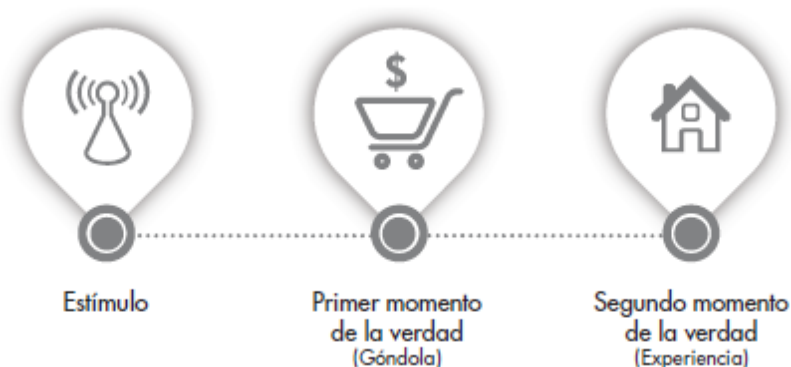 $
Estímulo
Primer momento
de la verdad
(Góndola)
Segundo momento
de la verdad
(Experiencia)